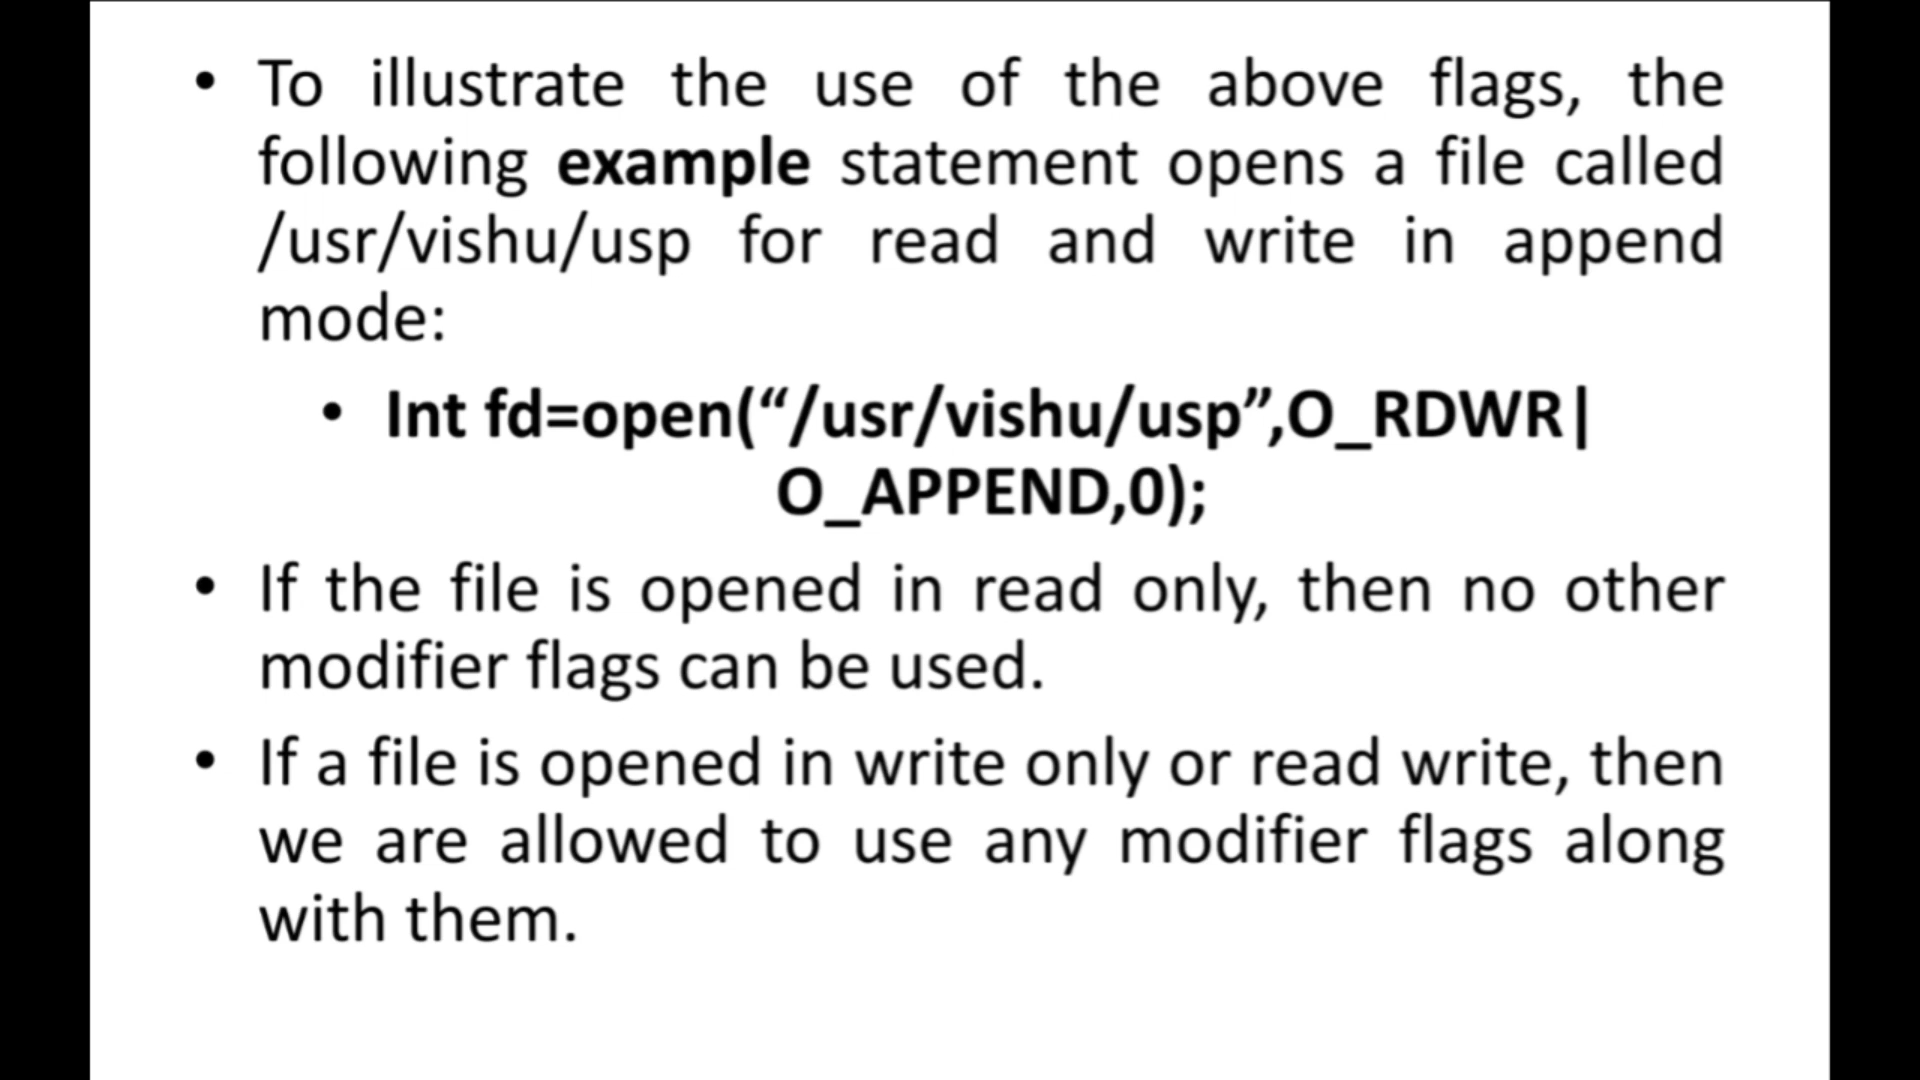 • To illustrate the use of the above flags, the
following example statement opens a file called
/usr/vishu/usp for read and write in append
mode:
• Int fd=open(“/usr/vishu/usp”,O_RDWR|
O_APPEND,0);
• If the file is opened in read only, then no other
modifier flags can be used.
• If a file is opened in write only or read write, then
we are allowed to use any modifier flags along
with them.